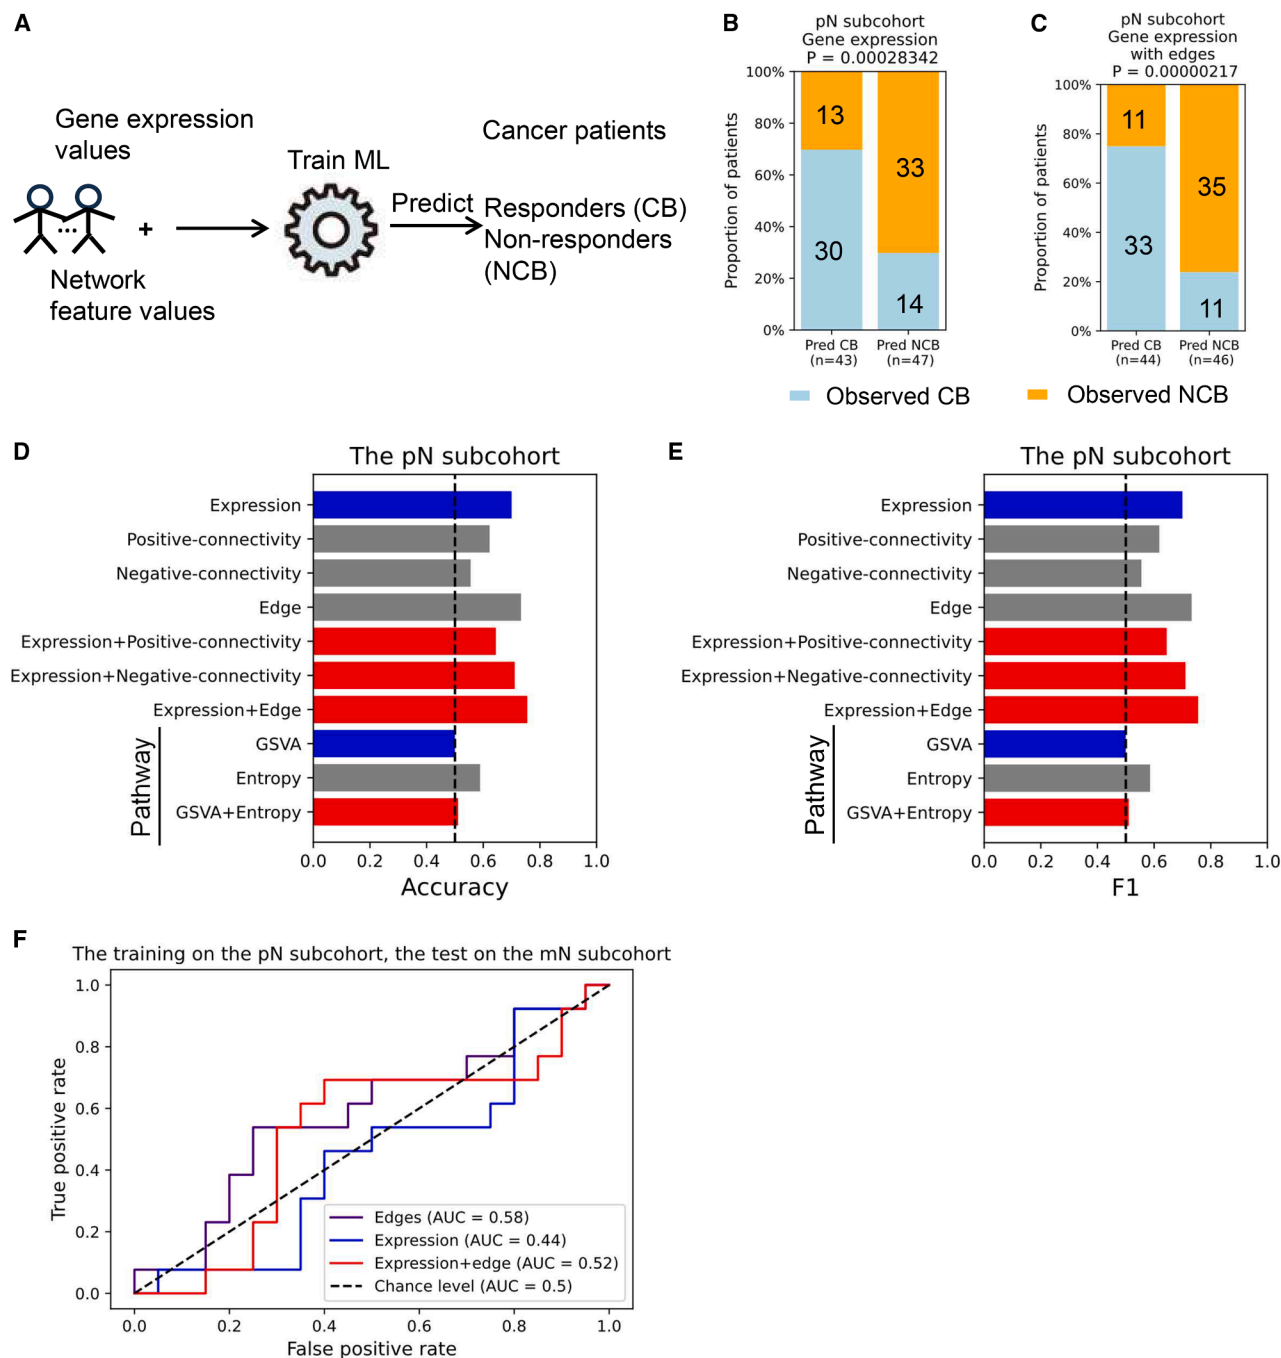 A
Gene expression
values
...
+
Network
feature values
Train ML
Predict
Cancer patients
Responders (CB)
Non-responders
(NCB)
B
pN subcohort
Gene expression
P = 0.00028342
Proportion of patients
100%
80%
60%
40%
20%
0%
13
30
33
14
Pred CB
(n=43)
Pred NCB
(n=47)
C
pN subcohort
Gene expression
with edges
P = 0.00000217
Proportion of patients
100%
80%
60%
40%
20%
0%
11
33
35
11
Pred CB
(n=44)
Pred NCB
(n=46)
Observed CB
Observed NCB
D
The pN subcohort
Expression
Positive-connectivity
Negative-connectivity
Edge
Expression+Positive-connectivity
Expression+Negative-connectivity
Expression+Edge
GSVA
Entropy
GSVA+Entropy
Pathway
0.0 0.2 0.4 0.6 0.8 1.0
Accuracy
E
The pN subcohort
Expression
Positive-connectivity
Negative-connectivity
Edge
Expression+Positive-connectivity
Expression+Negative-connectivity
Expression+Edge
GSVA
Entropy
GSVA+Entropy
Pathway
0.0 0.2 0.4 0.6 0.8 1.0
F1
F
The training on the pN subcohort, the test on the mN subcohort
True positive rate
1.0
0.8
0.6
0.4
0.2
0.0
Edges (AUC = 0.58)
Expression (AUC = 0.44)
Expression+edge (AUC = 0.52)
Chance level (AUC = 0.5)
0.0 0.2 0.4 0.6 0.8 1.0
False positive rate